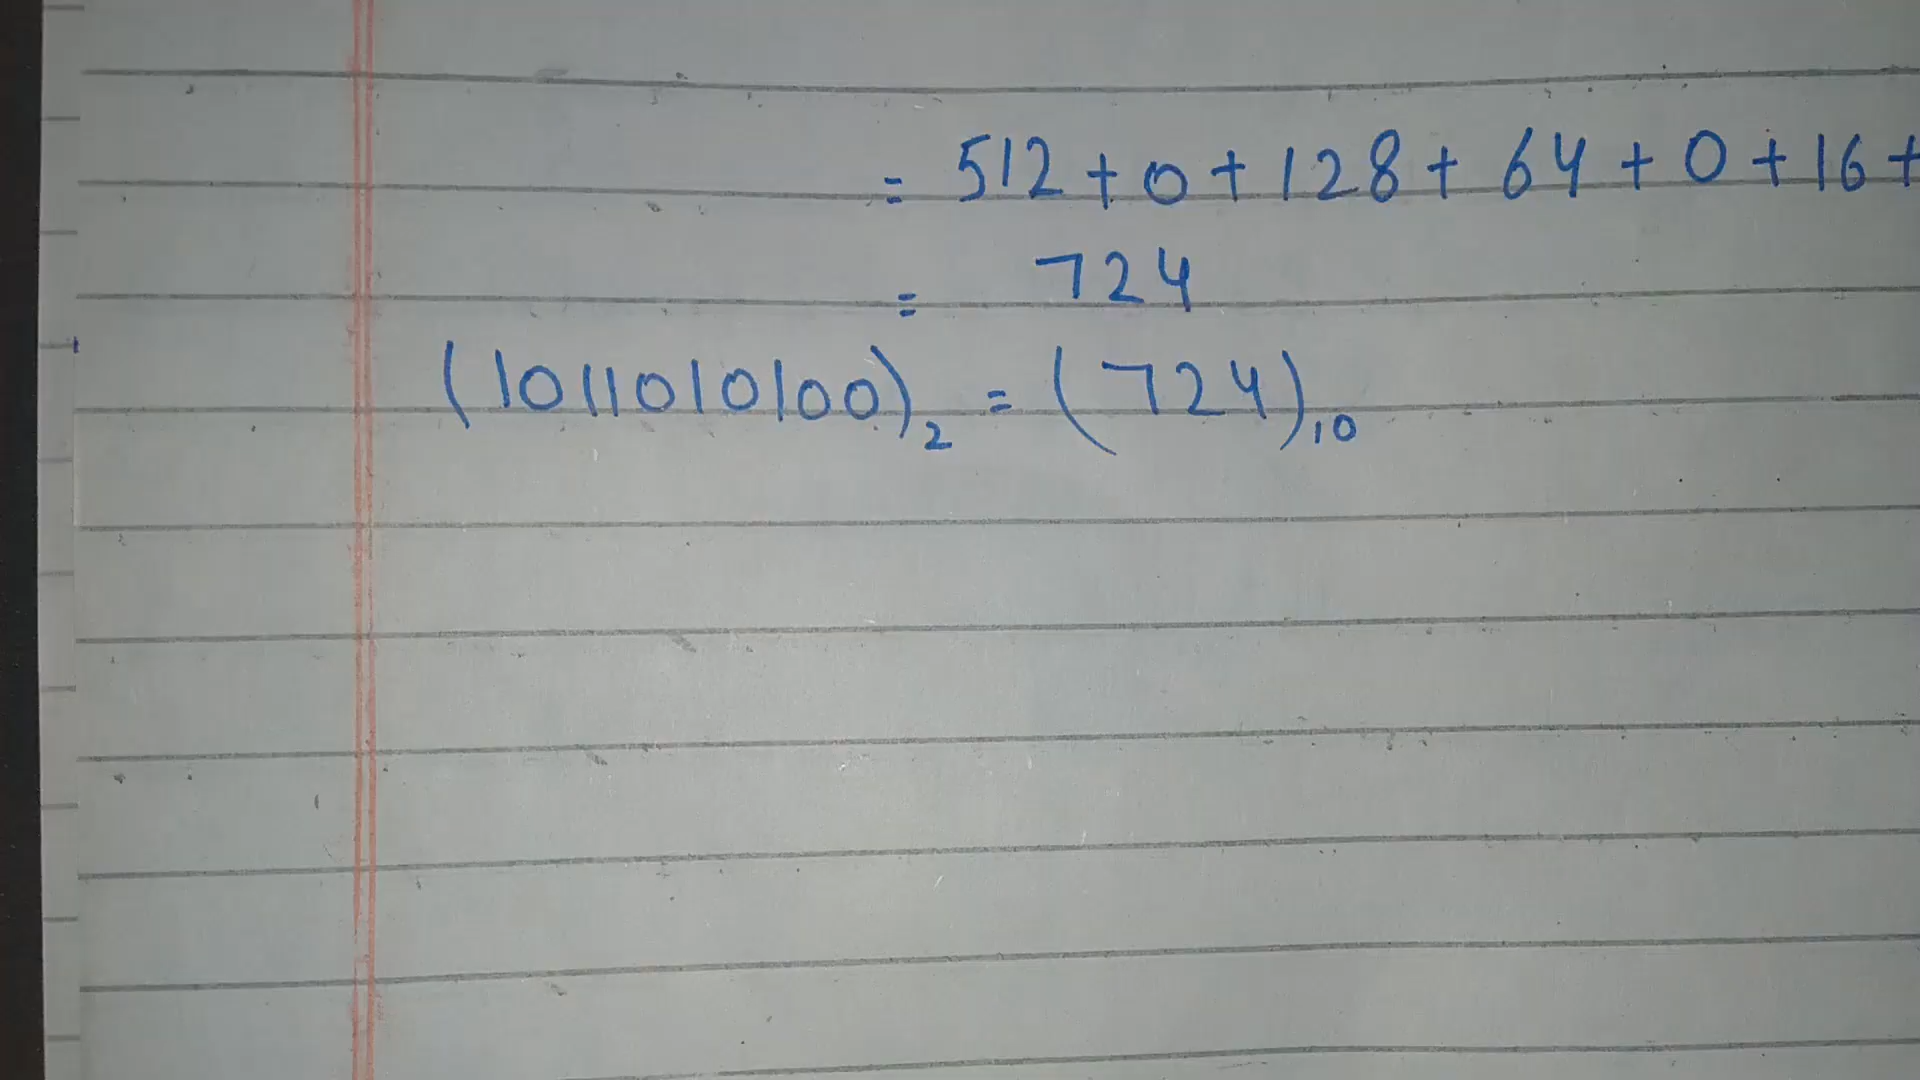 = 512 + 0 + 128 + 64 + 0 + 16 +
= 724
(1011010100)₂ = (724)₁₀